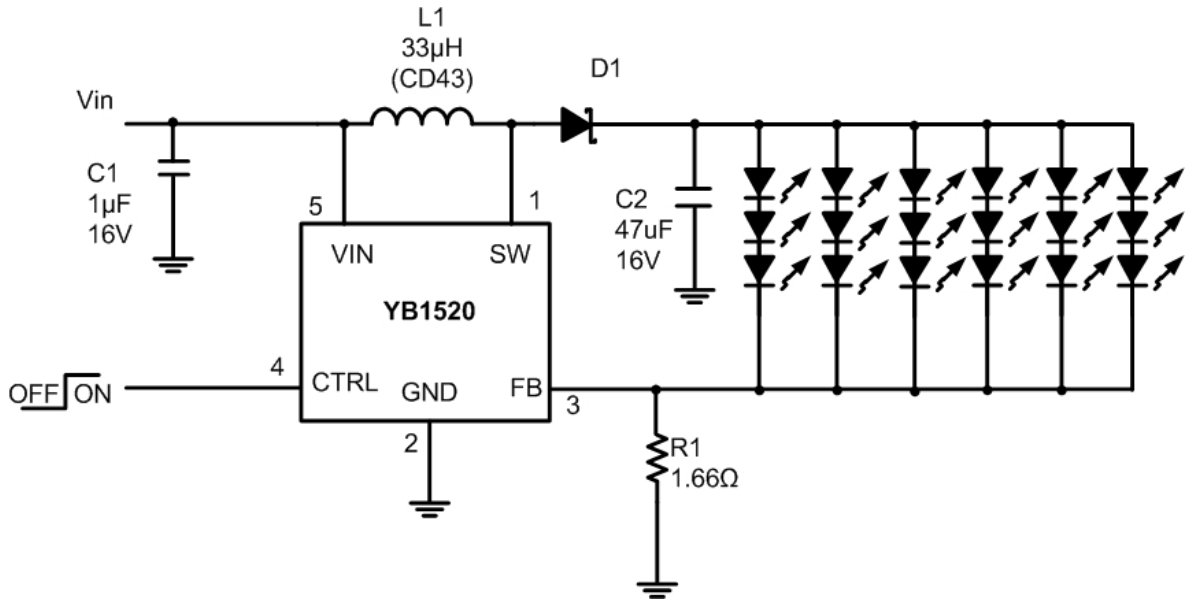 L1
33µH
(CD43)
D1
Vin
C1
1µF
16V
5
1
C2
47uF
16V
VIN
SW
YB1520
4
CTRL
GND
FB
3
OFF
ON
2
R1
1.66Ω